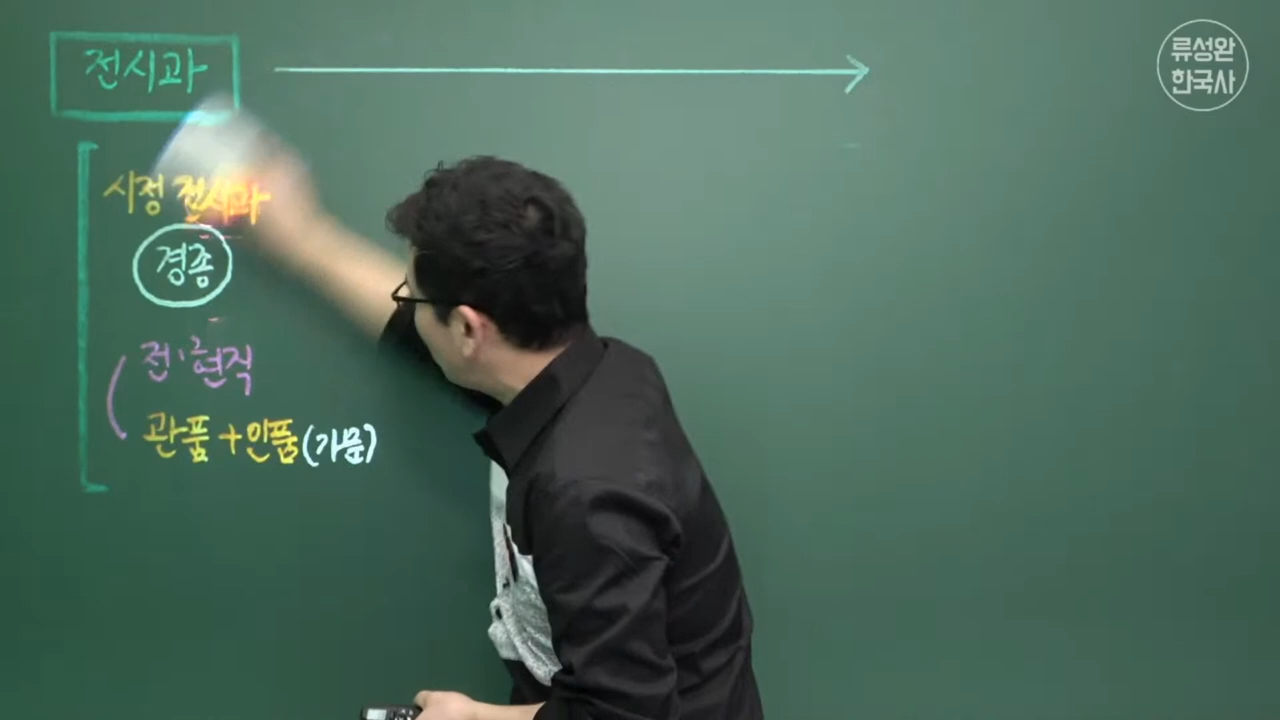 전시과
시정 전시과
경종
전·현직
관품+인품(가문)
류성완
한국사